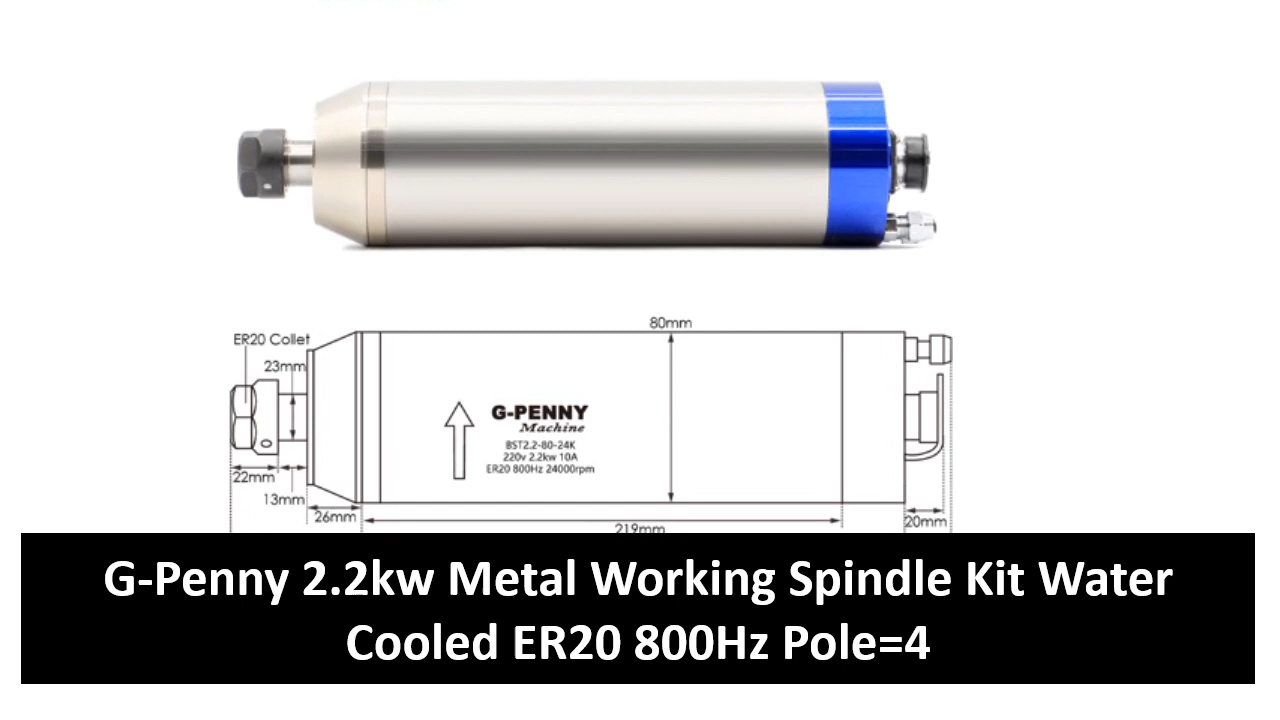 80mm
ER20 Collet
23mm
G-PENNY
Machine
BST2.2-80-24K
220v 2.2kw 10A
ER20 800Hz 24000rpm
22mm
13mm
26mm
219mm
20mm
G-Penny 2.2kw Metal Working Spindle Kit Water
Cooled ER20 800Hz Pole=4